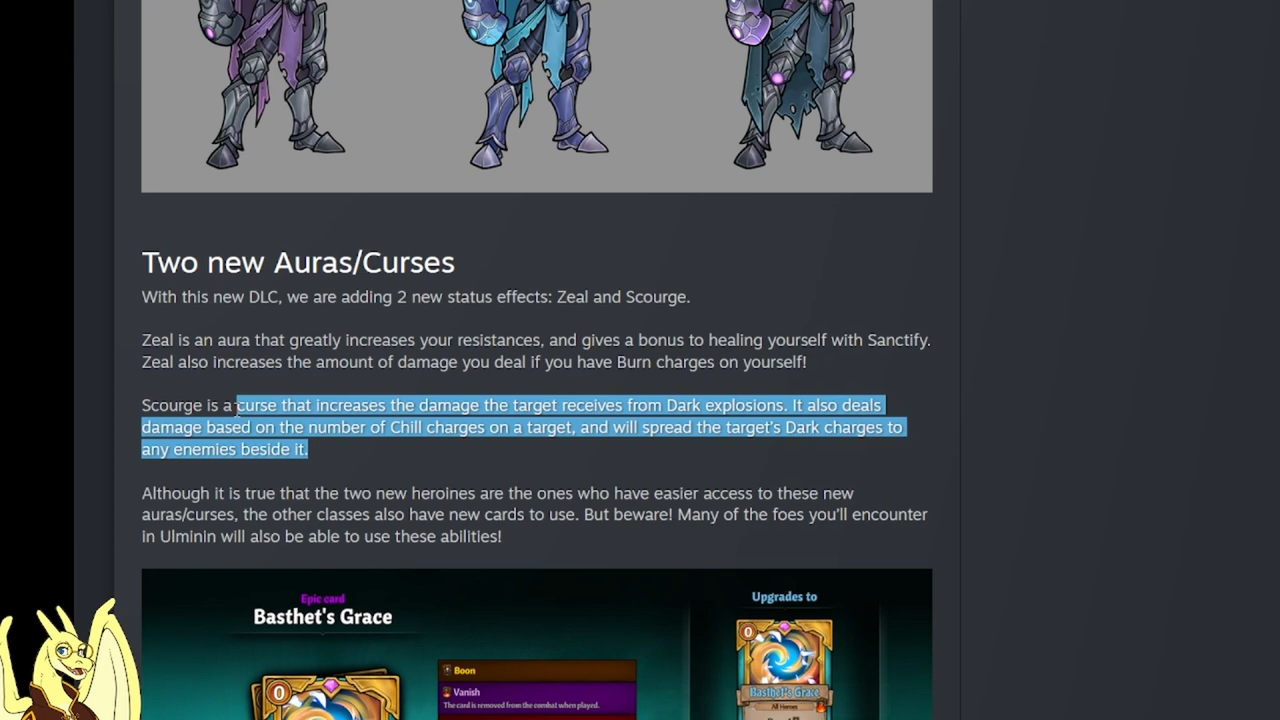 Two new Auras/Curses
With this new DLC, we are adding 2 new status effects: Zeal and Scourge.
Zeal is an aura that greatly increases your resistances, and gives a bonus to healing yourself with Sanctify.
Zeal also increases the amount of damage you deal if you have Burn charges on yourself!
Scourge is a curse that increases the damage the target receives from Dark explosions. It also deals
damage based on the number of Chill charges on a target, and will spread the target's Dark charges to
any enemies beside it.
Although it is true that the two new heroines are the ones who have easier access to these new
auras/curses, the other classes also have new cards to use. But beware! Many of the foes you'll encounter
in Ulminin will also be able to use these abilities!
Epic card
Basthet's Grace
Upgrades to
0
Boon
Vanish
The card is removed from the combat when played.
0
Basthet's Grace
All Heroes